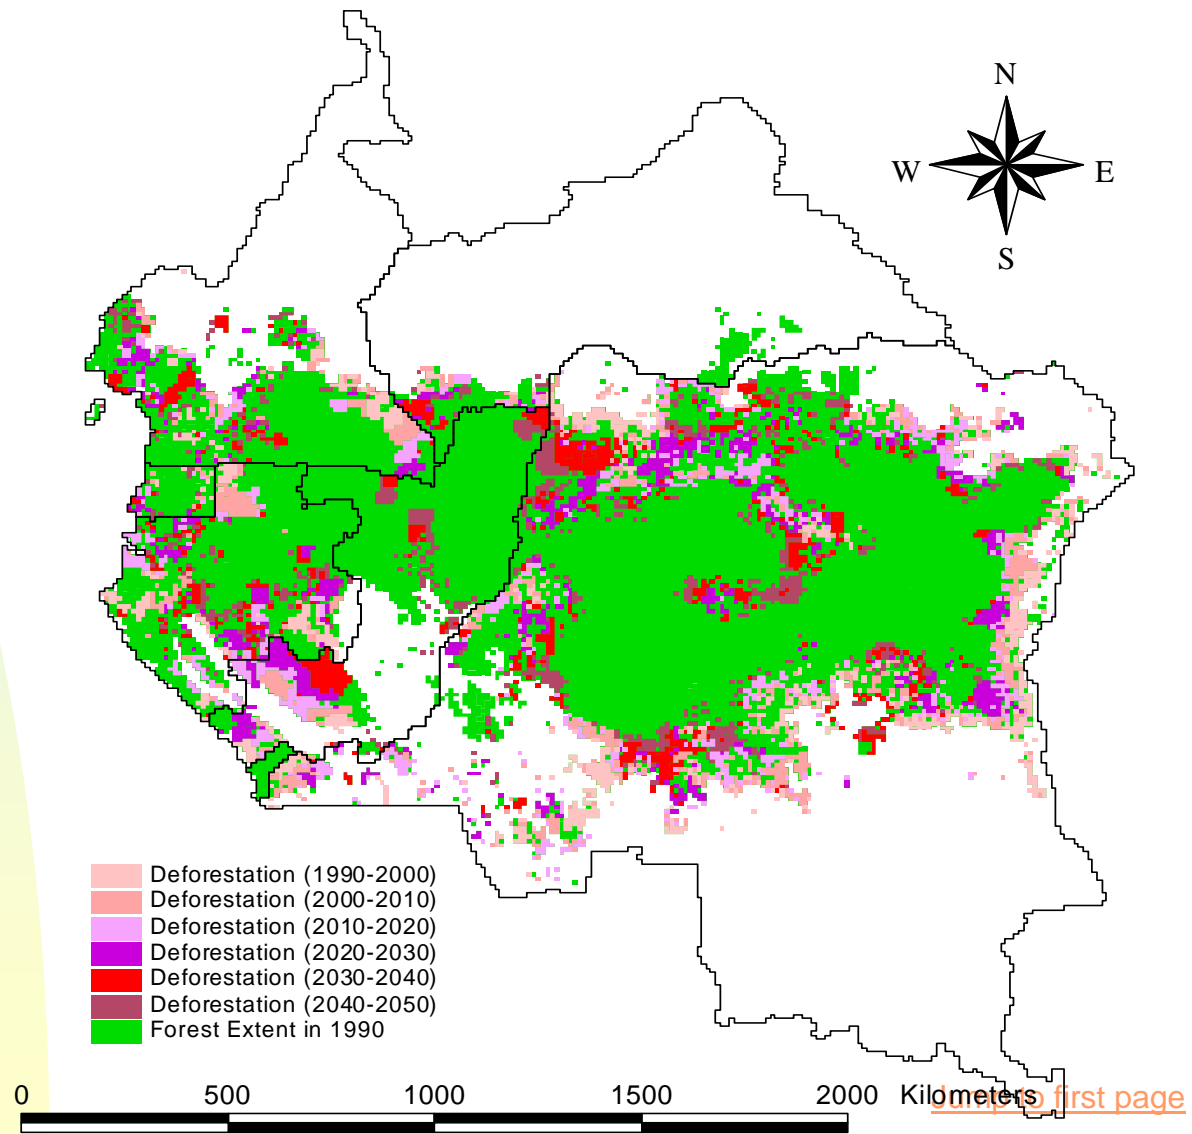 N
W E
S
Deforestation (1990-2000)
Deforestation (2000-2010)
Deforestation (2010-2020)
Deforestation (2020-2030)
Deforestation (2030-2040)
Deforestation (2040-2050)
Forest Extent in 1990
0 500 1000 1500 2000 Kilometers
Jump to first page